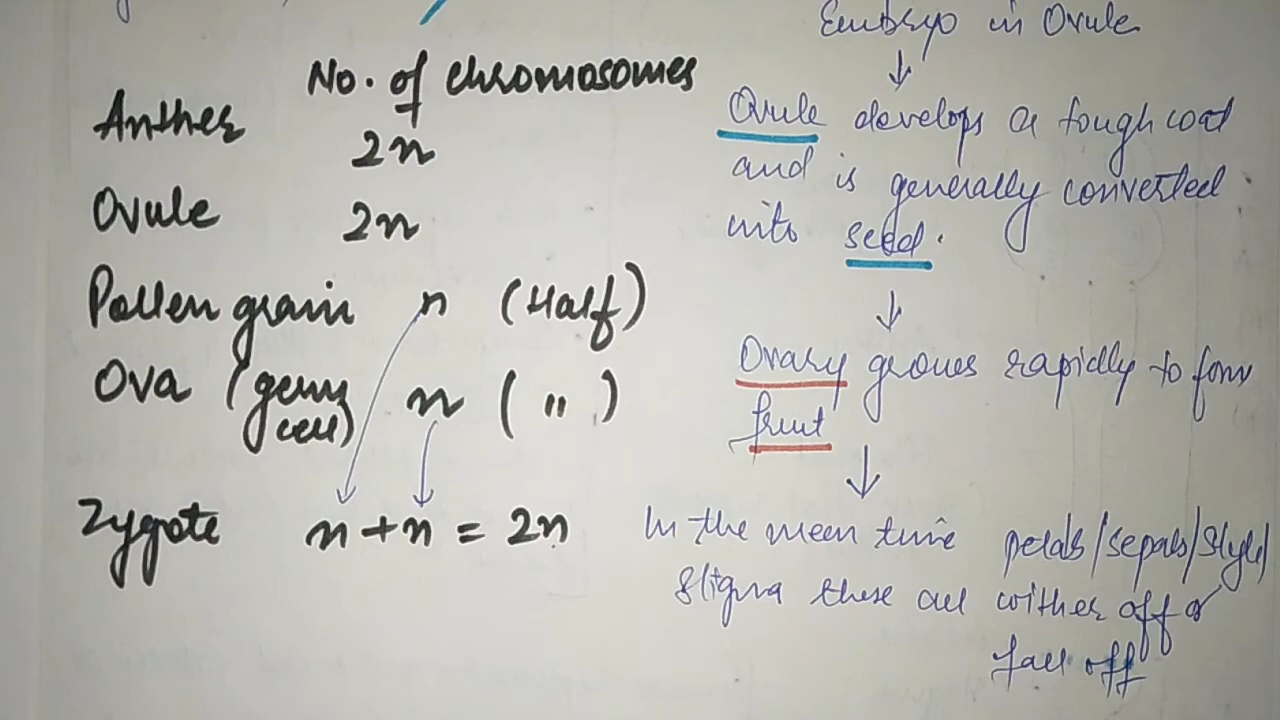 No. of chromosomes
Anther 2n
Ovule 2n
Pollen grain n (Half)
Ova (germ cell) n ( " )
Zygote n + n = 2n
Embryo in Ovule
↓
Ovule develops a tough coat
and is generally converted
into seed.
↓
Ovary grows rapidly to form
fruit
↓
In the mean time petals/sepals/style/
stigma these all wither off or
fall off